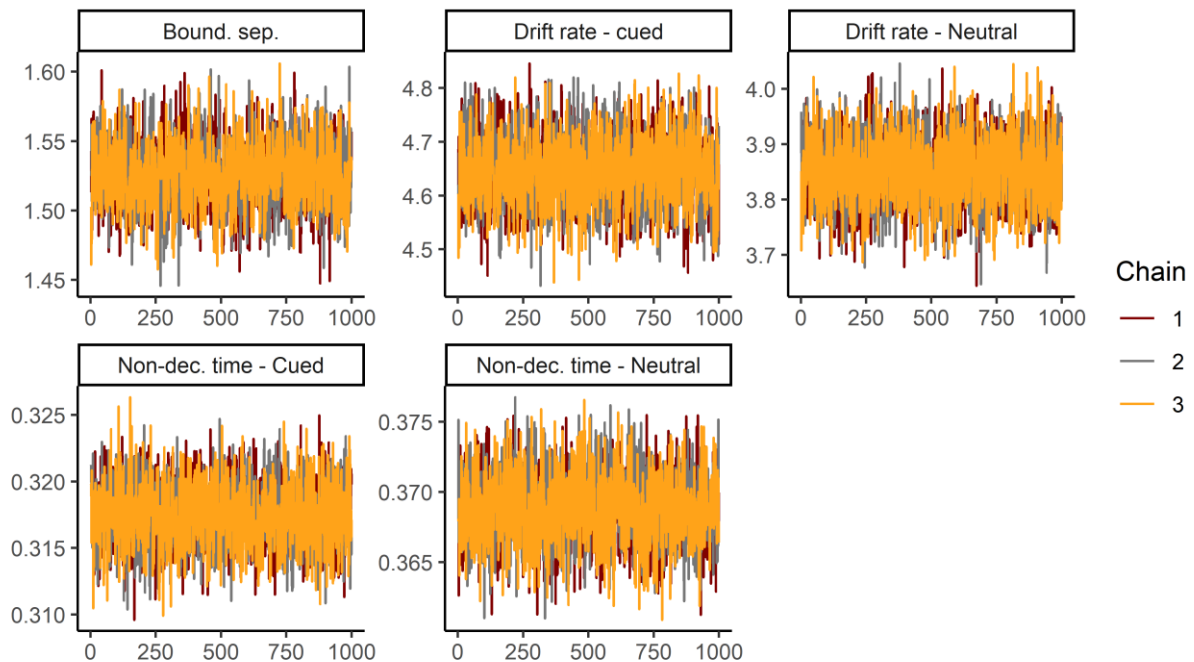 Bound. sep.
Drift rate - cued
Drift rate - Neutral
1.60
1.55
1.50
1.45
0 250 500 750 1000
4.8
4.7
4.6
4.5
0 250 500 750 1000
4.0
3.9
3.8
3.7
0 250 500 750 1000
Chain
1
2
3
Non-dec. time - Cued
Non-dec. time - Neutral
0.325
0.320
0.315
0.310
0 250 500 750 1000
0.375
0.370
0.365
0 250 500 750 1000